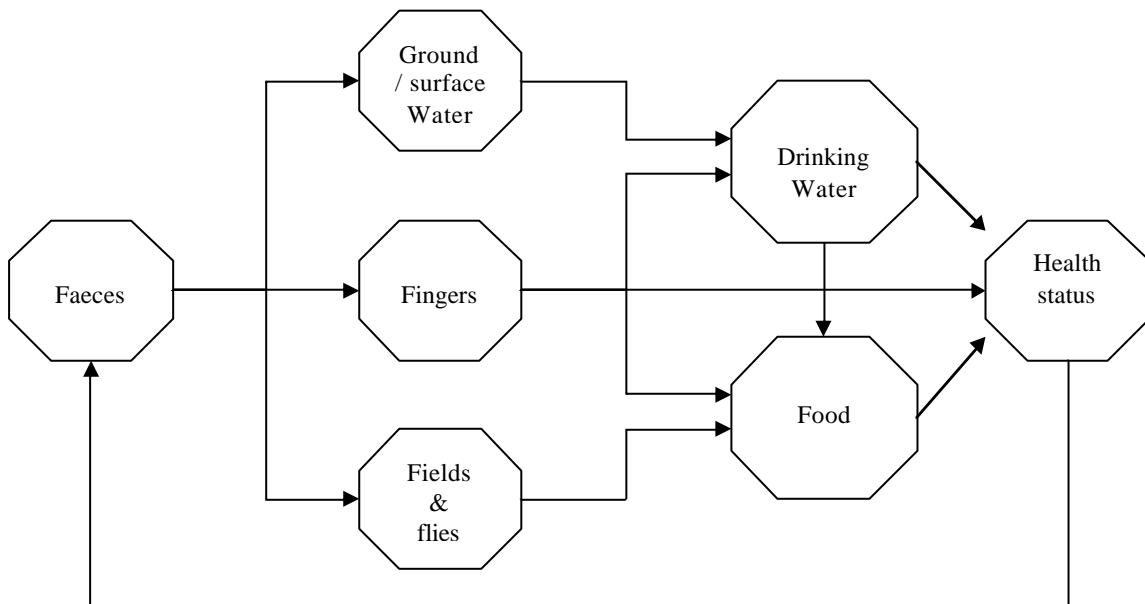 Ground
/ surface
Water
Drinking
Water
Health
status
Faeces
Fingers
Food
Fields
&
flies